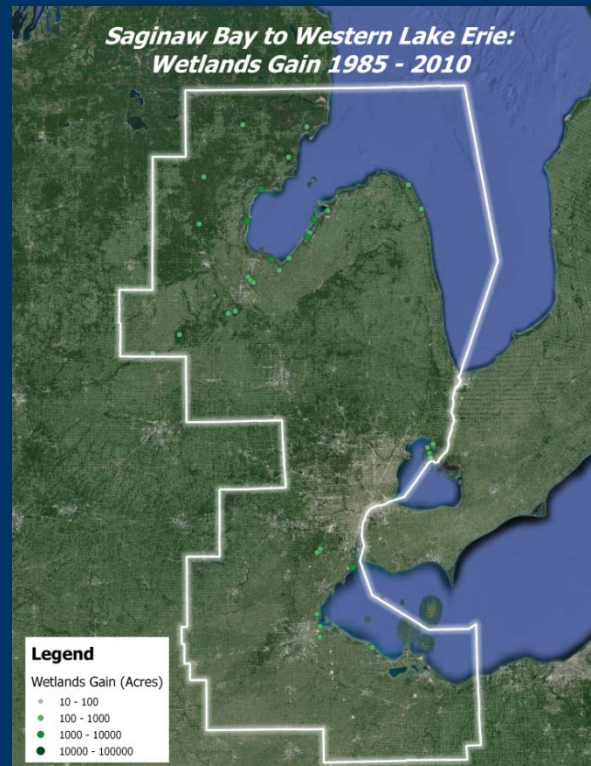 Saginaw Bay to Western Lake Erie:
Wetlands Gain 1985 - 2010
Legend
Wetlands Gain (Acres)
10 - 100
100 - 1000
1000 - 10000
10000 - 100000